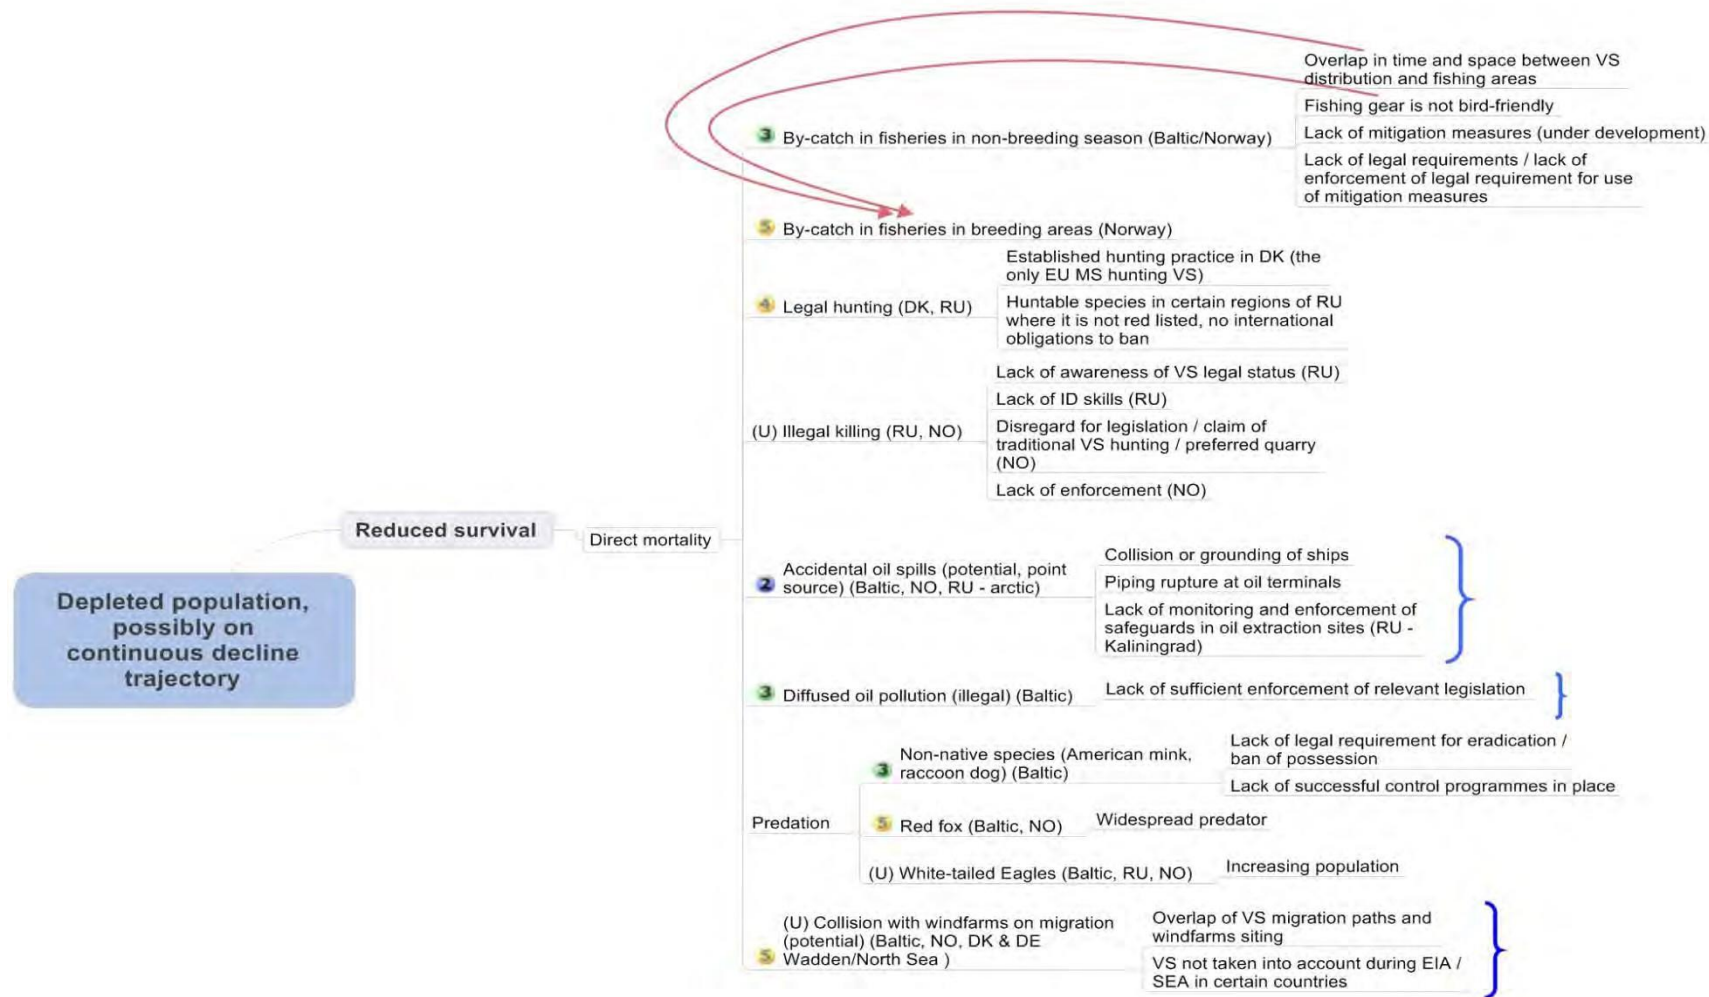 Overlap in time and space between VS
distribution and fishing areas
Fishing gear is not bird-friendly
3 By-catch in fisheries in non-breeding season (Baltic/Norway)
Lack of mitigation measures (under development)
Lack of legal requirements / lack of
enforcement of legal requirement for use
of mitigation measures
5 By-catch in fisheries in breeding areas (Norway)
Established hunting practice in DK (the
only EU MS hunting VS)
4 Legal hunting (DK, RU)
Huntable species in certain regions of RU
where it is not red listed, no international
obligations to ban
Lack of awareness of VS legal status (RU)
Lack of ID skills (RU)
(U) Illegal killing (RU, NO)
Disregard for legislation / claim of
traditional VS hunting / preferred quarry
(NO)
Lack of enforcement (NO)
Reduced survival
Direct mortality
Depleted population,
possibly on
continuous decline
trajectory
2 Accidental oil spills (potential, point
source) (Baltic, NO, RU - arctic)
Collision or grounding of ships
Piping rupture at oil terminals
Lack of monitoring and enforcement of
safeguards in oil extraction sites (RU -
Kaliningrad)
3 Diffused oil pollution (illegal) (Baltic)
Lack of sufficient enforcement of relevant legislation
Predation
3 Non-native species (American mink,
raccoon dog) (Baltic)
Lack of legal requirement for eradication /
ban of possession
Lack of successful control programmes in place
5 Red fox (Baltic, NO)
Widespread predator
(U) White-tailed Eagles (Baltic, RU, NO)
Increasing population
5 (U) Collision with windfarms on migration
(potential) (Baltic, NO, DK & DE
Wadden/North Sea )
Overlap of VS migration paths and
windfarms siting
VS not taken into account during EIA /
SEA in certain countries